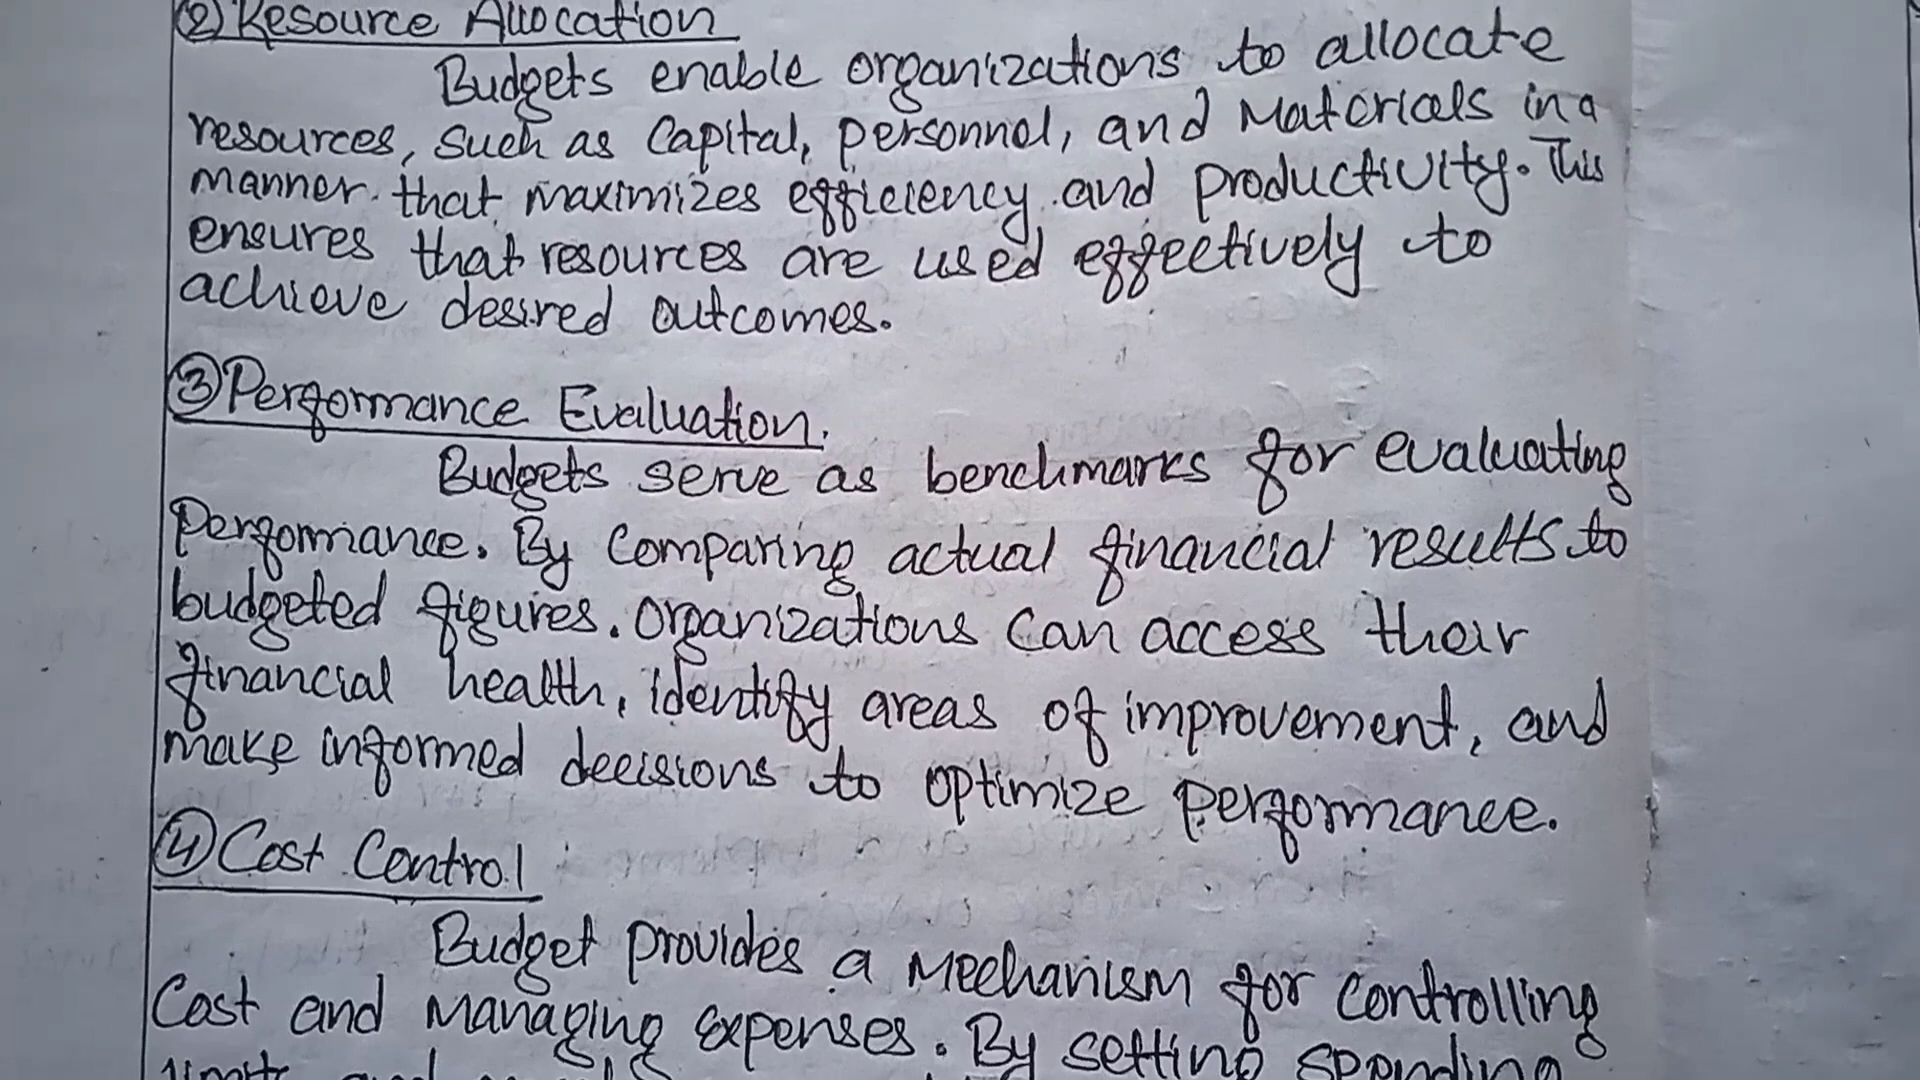 ② Resource Allocation
Budgets enable organizations to allocate
resources, such as Capital, personnel, and Materials in a
manner that maximizes efficiency and productivity. This
ensures that resources are used effectively to
achieve desired outcomes.
③ Performance Evaluation.
Budgets serve as benchmarks for evaluating
Performance. By Comparing actual financial results to
budgeted figures. Organizations Can access their
financial health, identify areas of improvement, and
make informed decisions to optimize performance.
④ Cost Control
Budget Provides a Mechanism for Controlling
Cost and Managing Expenses. By setting spending
limits and